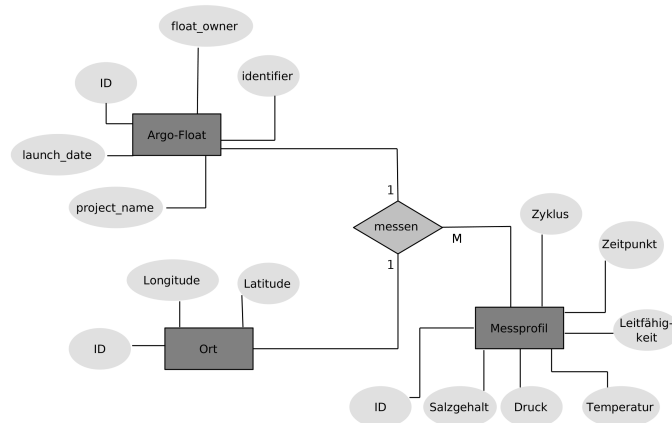 float_owner
ID
identifier
Argo-Float
launch_date
project_name
1
messen
M
1
Zyklus
Zeitpunkt
Longitude
Latitude
Messprofil
Leitfähig-
keit
ID
Ort
ID
Salzgehalt
Druck
Temperatur